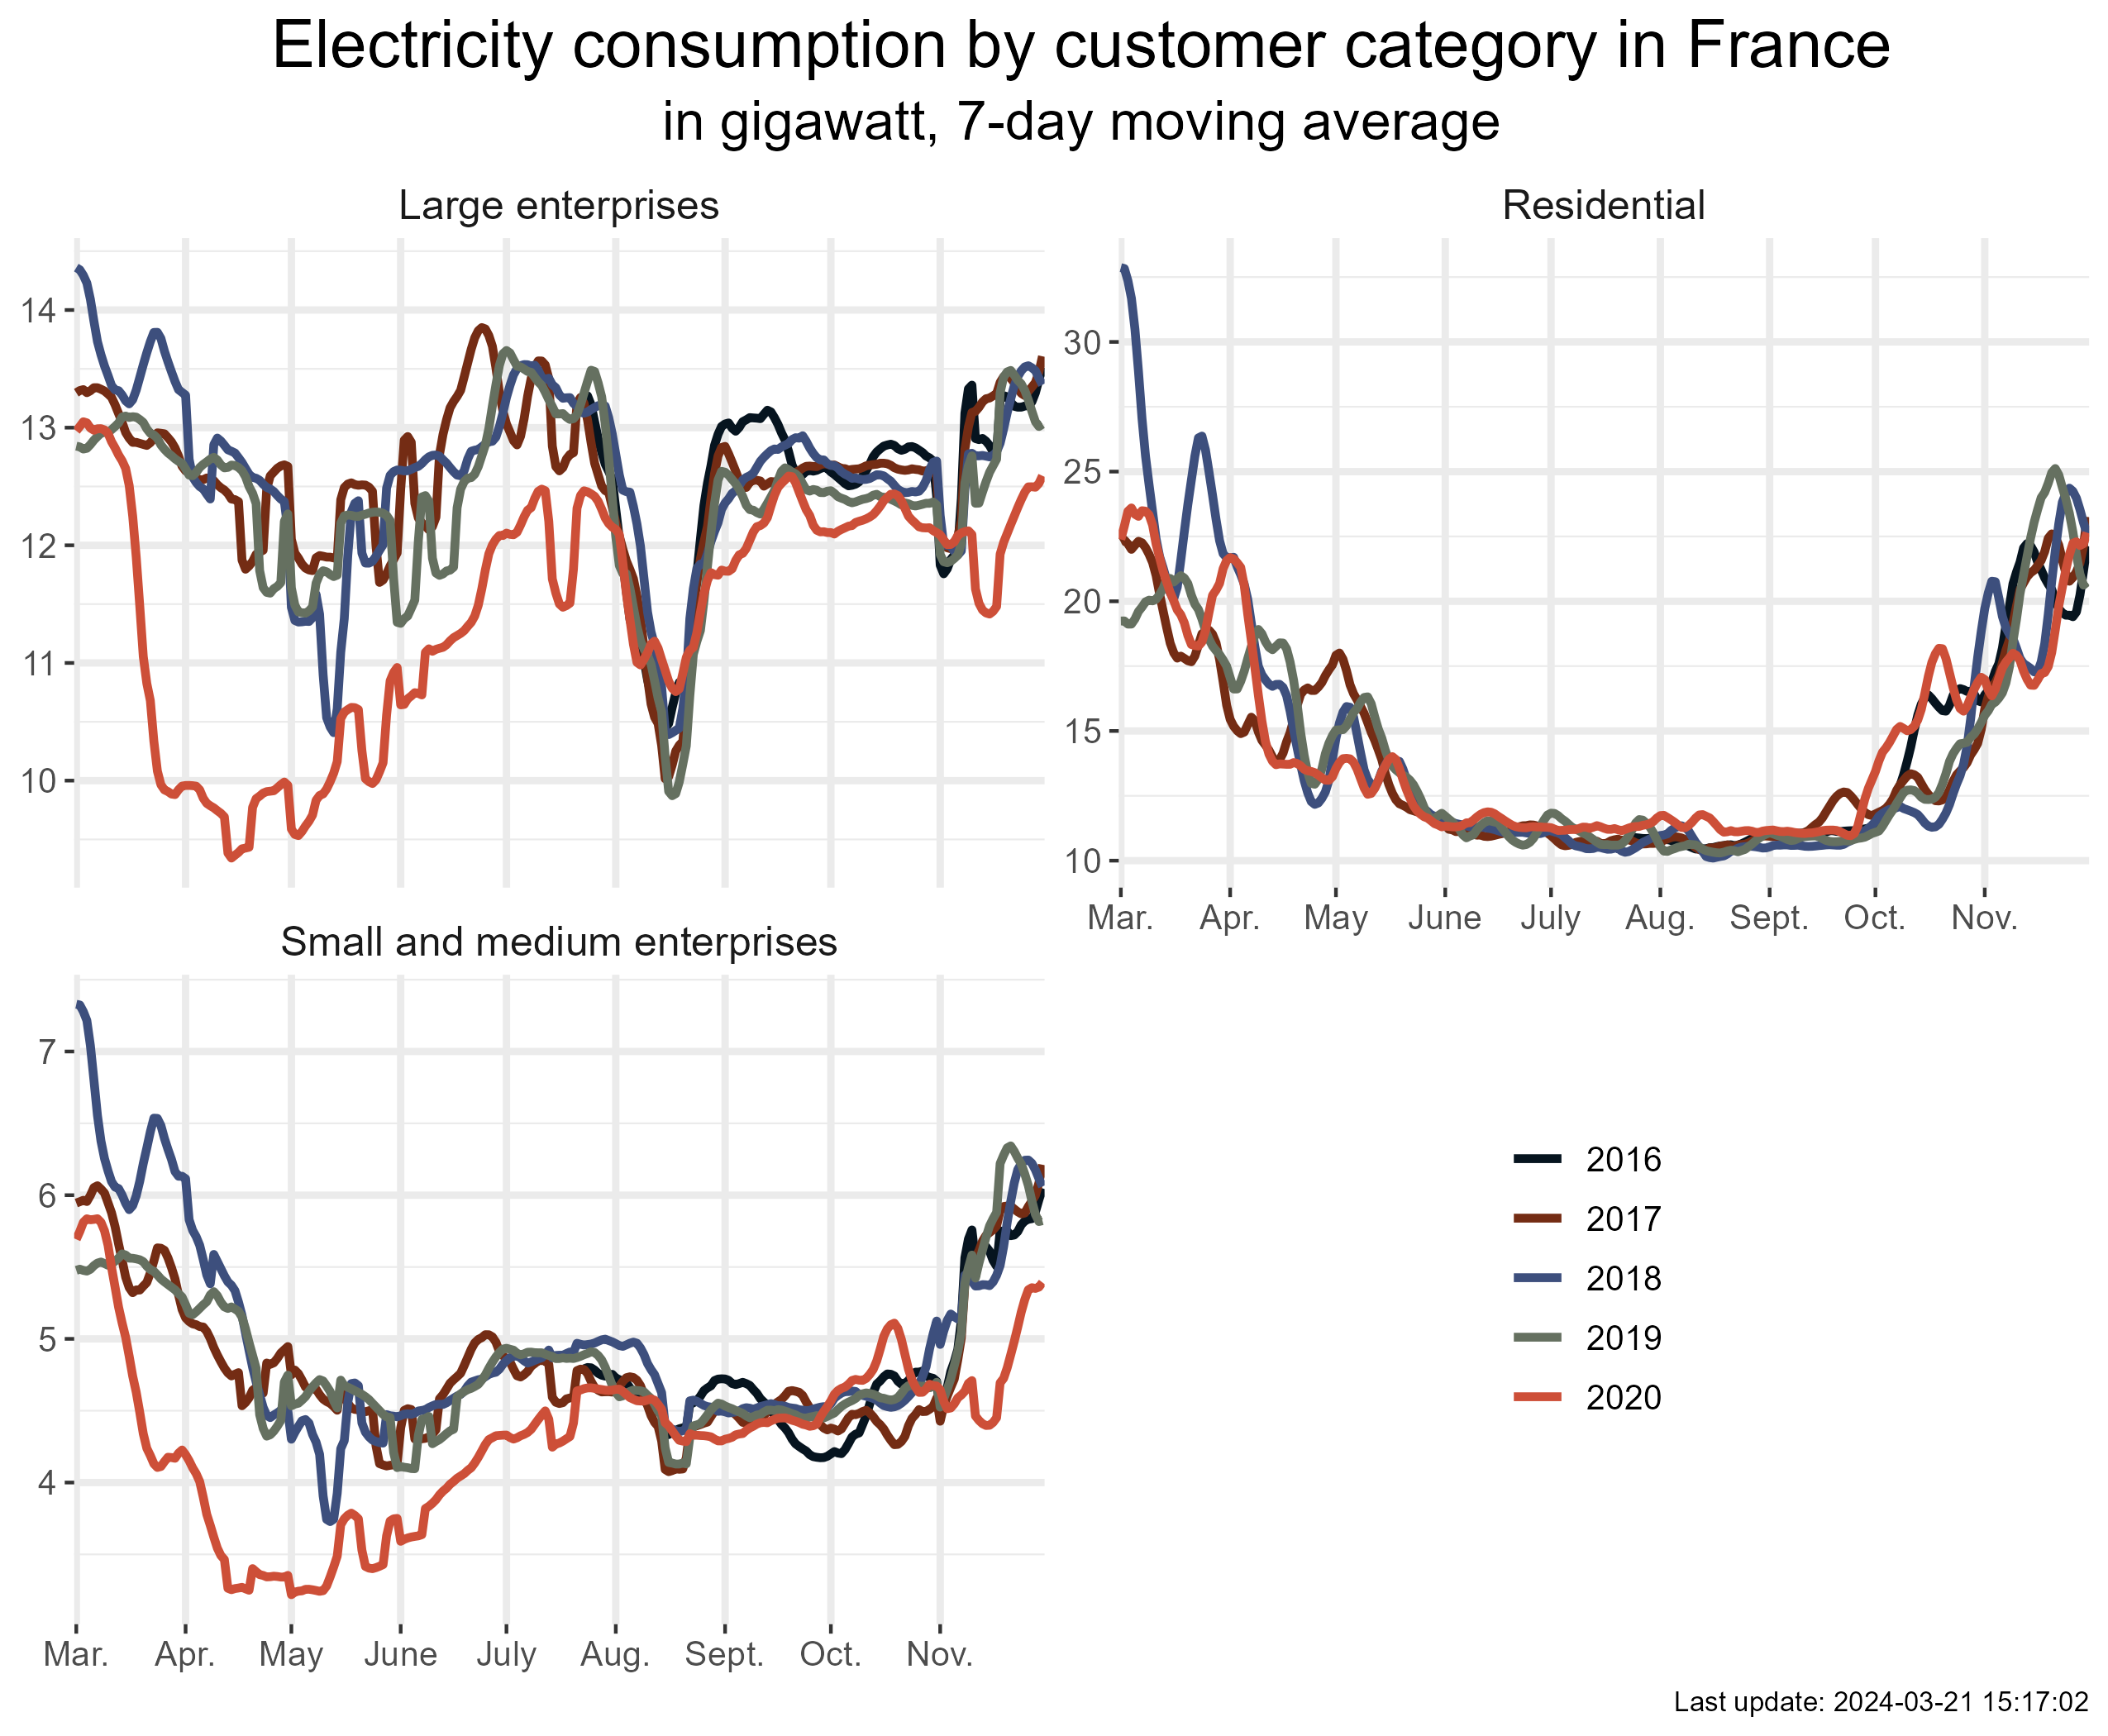 Electricity consumption by customer category in France
in gigawatt, 7-day moving average
Large enterprises
14
13
12
11
10
Residential
30
25
20
15
10
Mar. Apr. May June July Aug. Sept. Oct. Nov.
Small and medium enterprises
7
6
5
4
Mar. Apr. May June July Aug. Sept. Oct. Nov.
2016
2017
2018
2019
2020
Last update: 2024-03-21 15:17:02